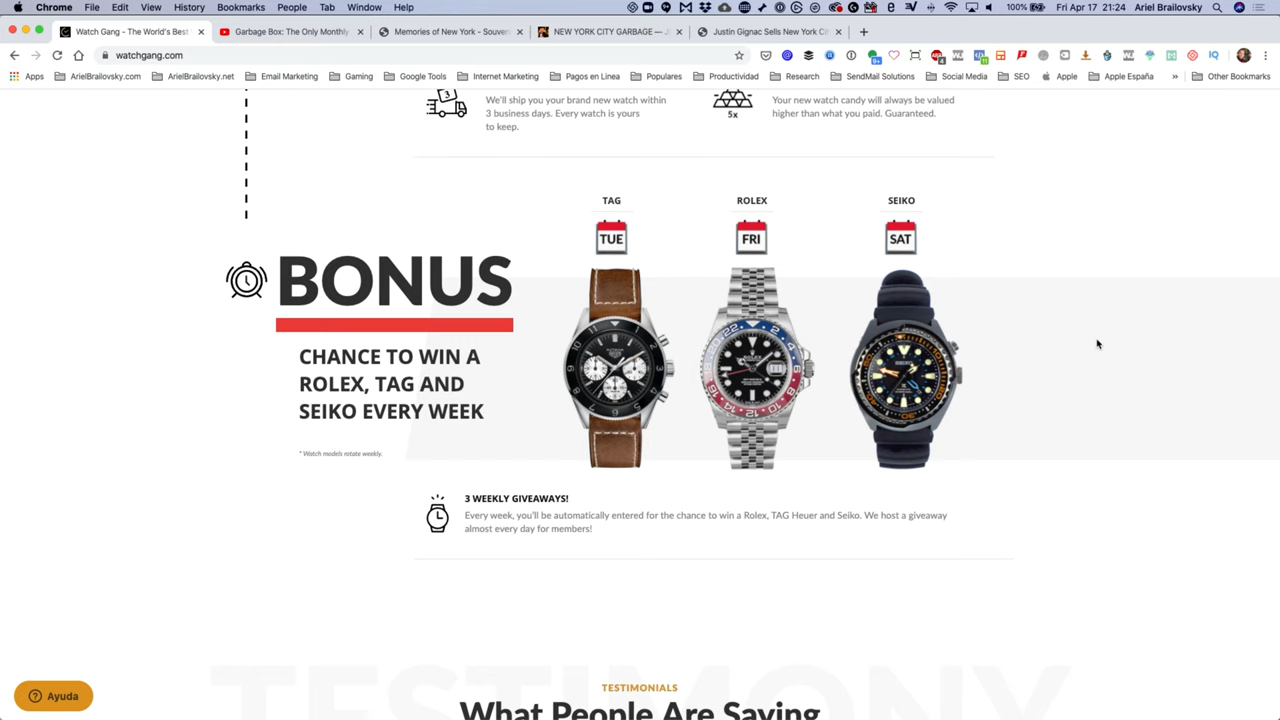 Chrome File Edit View History Bookmarks People Tab Window Help
100% Fri Apr 17 21:24 Ariel Brailovsky
Watch Gang - The World's Best
Garbage Box: The Only Monthly
Memories of New York - Souven
NEW YORK CITY GARBAGE — J
Justin Gignac Sells New York Ci
watchgang.com
Apps ArielBrailovsky.com ArielBrailovsky.net Email Marketing Gaming Google Tools Internet Marketing Pagos en Linea Populares Productividad Research SendMail Solutions Social Media SEO Apple Apple España » Other Bookmarks
We'll ship you your brand new watch within
3 business days. Every watch is yours
to keep.
3
5x
Your new watch candy will always be valued
higher than what you paid. Guaranteed.
TAG ROLEX SEIKO
TUE FRI SAT
BONUS
CHANCE TO WIN A
ROLEX, TAG AND
SEIKO EVERY WEEK
* Watch models rotate weekly.
3 WEEKLY GIVEAWAYS!
Every week, you'll be automatically entered for the chance to win a Rolex, TAG Heuer and Seiko. We host a giveaway
almost every day for members!
TESTIMONY
TESTIMONIALS
What People Are Saying
Ayuda